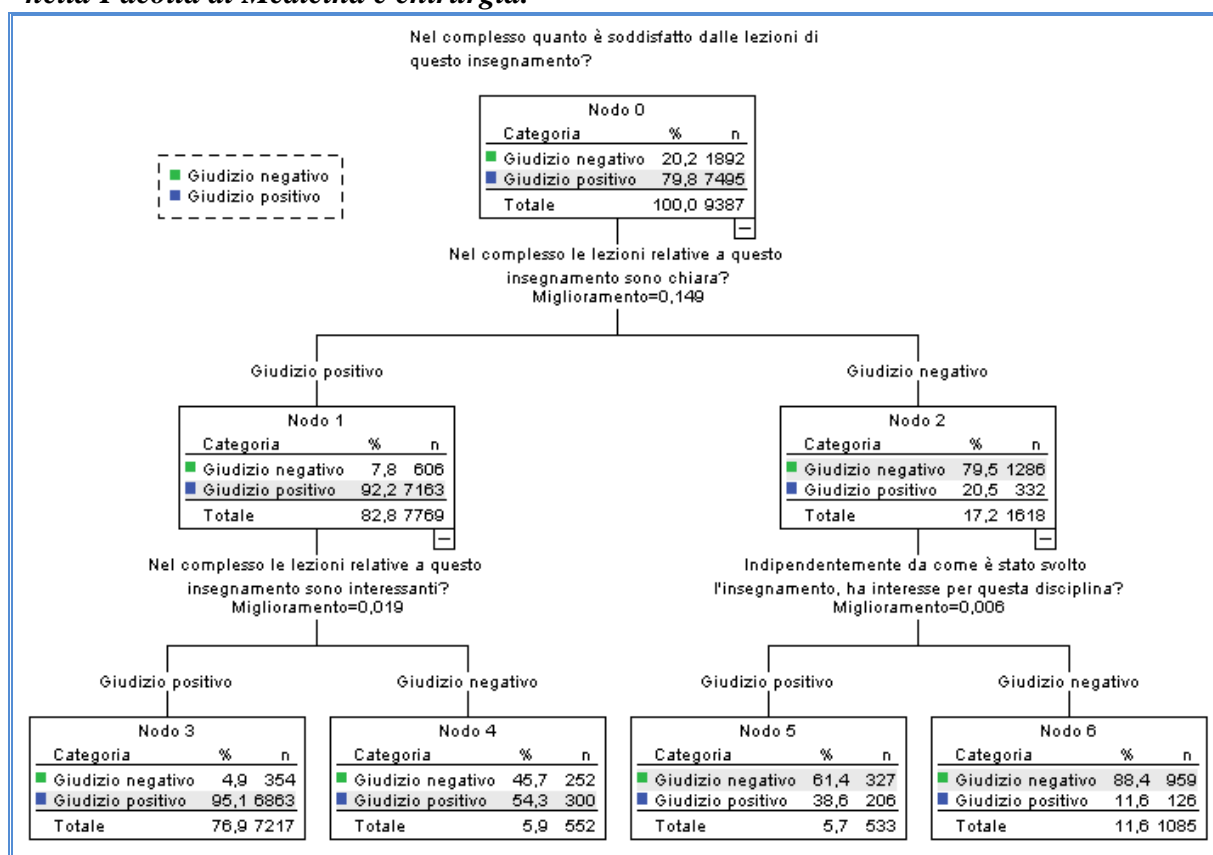 nella Facoltà di Medicina e chirurgia.
Nel complesso quanto è soddisfatto dalle lezioni di
questo insegnamento?
Nodo 0
Categoria % n
Giudizio negativo 20,2 1892
Giudizio positivo 79,8 7495
Totale 100,0 9387
Giudizio negativo
Giudizio positivo
Nel complesso le lezioni relative a questo
insegnamento sono chiara?
Miglioramento=0,149
Giudizio positivo
Giudizio negativo
Nodo 1
Categoria % n
Giudizio negativo 7,8 606
Giudizio positivo 92,2 7163
Totale 82,8 7769
Nodo 2
Categoria % n
Giudizio negativo 79,5 1286
Giudizio positivo 20,5 332
Totale 17,2 1618
Nel complesso le lezioni relative a questo
insegnamento sono interessanti?
Miglioramento=0,019
Indipendentemente da come è stato svolto
l'insegnamento, ha interesse per questa disciplina?
Miglioramento=0,006
Giudizio positivo
Giudizio negativo
Giudizio positivo
Giudizio negativo
Nodo 3
Categoria % n
Giudizio negativo 4,9 354
Giudizio positivo 95,1 6863
Totale 76,9 7217
Nodo 4
Categoria % n
Giudizio negativo 45,7 252
Giudizio positivo 54,3 300
Totale 5,9 552
Nodo 5
Categoria % n
Giudizio negativo 61,4 327
Giudizio positivo 38,6 206
Totale 5,7 533
Nodo 6
Categoria % n
Giudizio negativo 88,4 959
Giudizio positivo 11,6 126
Totale 11,6 1085